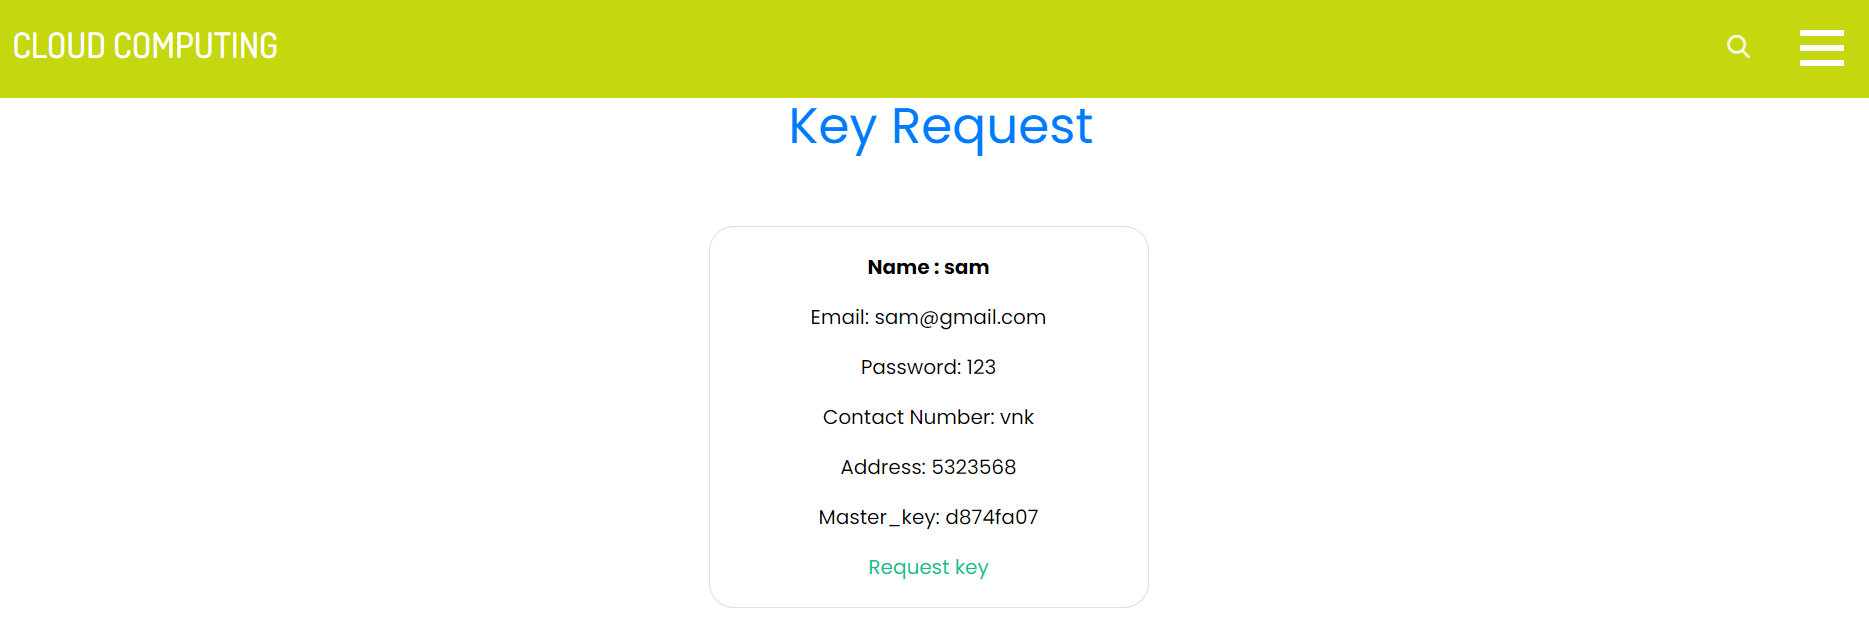 CLOUD COMPUTING
Key Request
Name : sam
Email: sam@gmail.com
Password: 123
Contact Number: vnk
Address: 5323568
Master_key: d874fa07
Request key